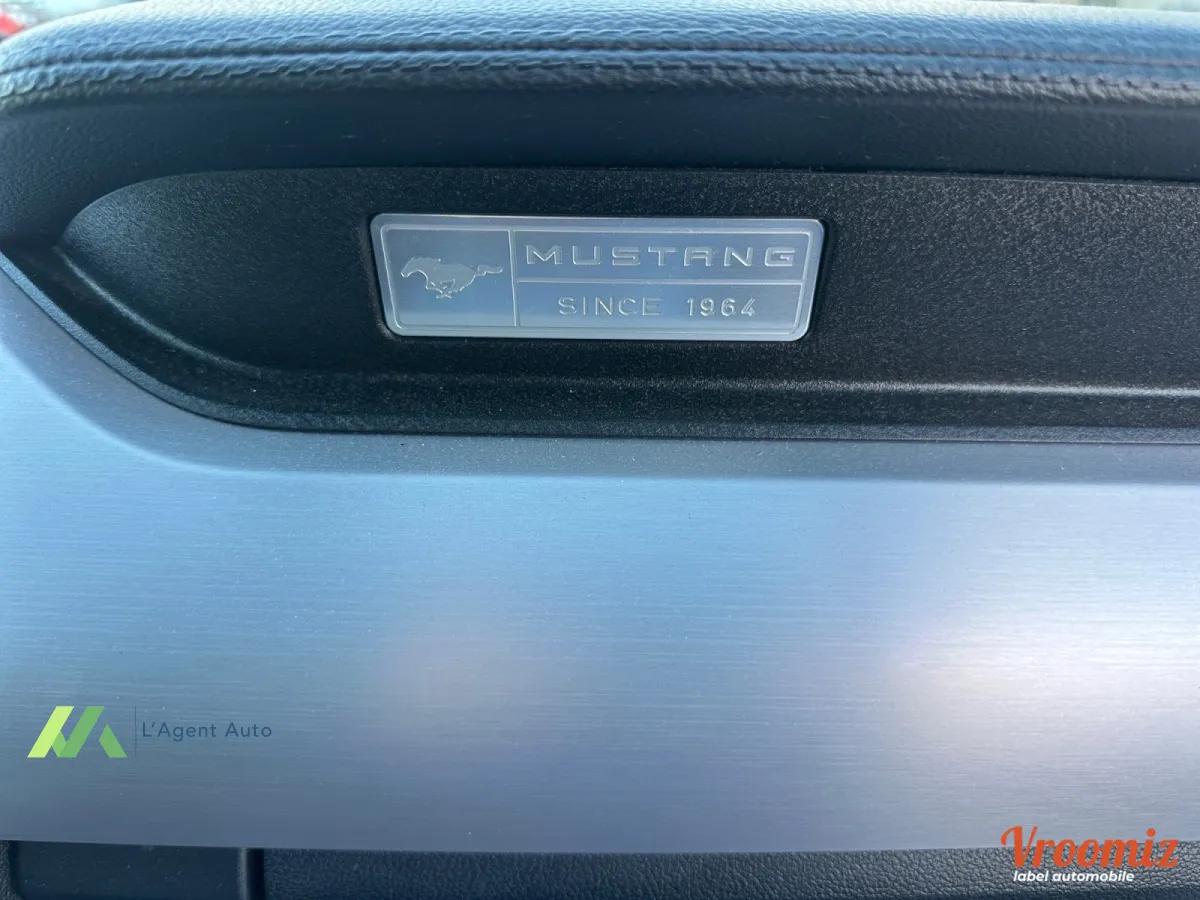 MUSTANG
SINCE 1964
L'Agent Auto
Vroomiz
label automobile